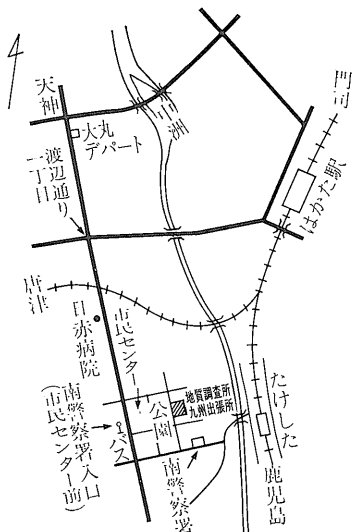 天神
大丸
デパート
中洲
門司
はかた駅
渡辺通り
一丁目
唐津
日赤病院
市民センター
公園
地質調査所
九州出張所
たけした
鹿児島
バス
南警察署入口
(市民センター前)
南警察署